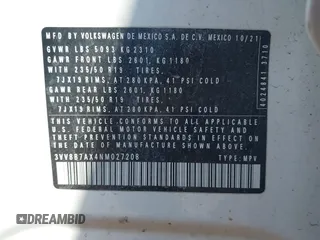 MFD BY VOLKSWAGEN DE MEXICO S.A. DE C.V. MEXICO 10/21
GVWR LBS 5093 KG 2310
GAWR FRONT LBS 2601, KG 1180
WITH 235/50 R19 TIRES,
7JX19 RIMS, AT 280 KPA, 41 PSI COLD
GAWR REAR LBS 2601, KG 1180
WITH 235/50 R19 TIRES,
7JX19 RIMS, AT 280 KPA, 41 PSI COLD
THIS VEHICLE CONFORMS TO ALL APPLICABLE
FEDERAL MOTOR VEHICLE SAFETY
STANDARDS IN EFFECT ON THE DATE OF
MANUFACTURE SHOWN ABOVE.
3VV8B7AX4NM027208 TYPE: MPV
DREAMBID